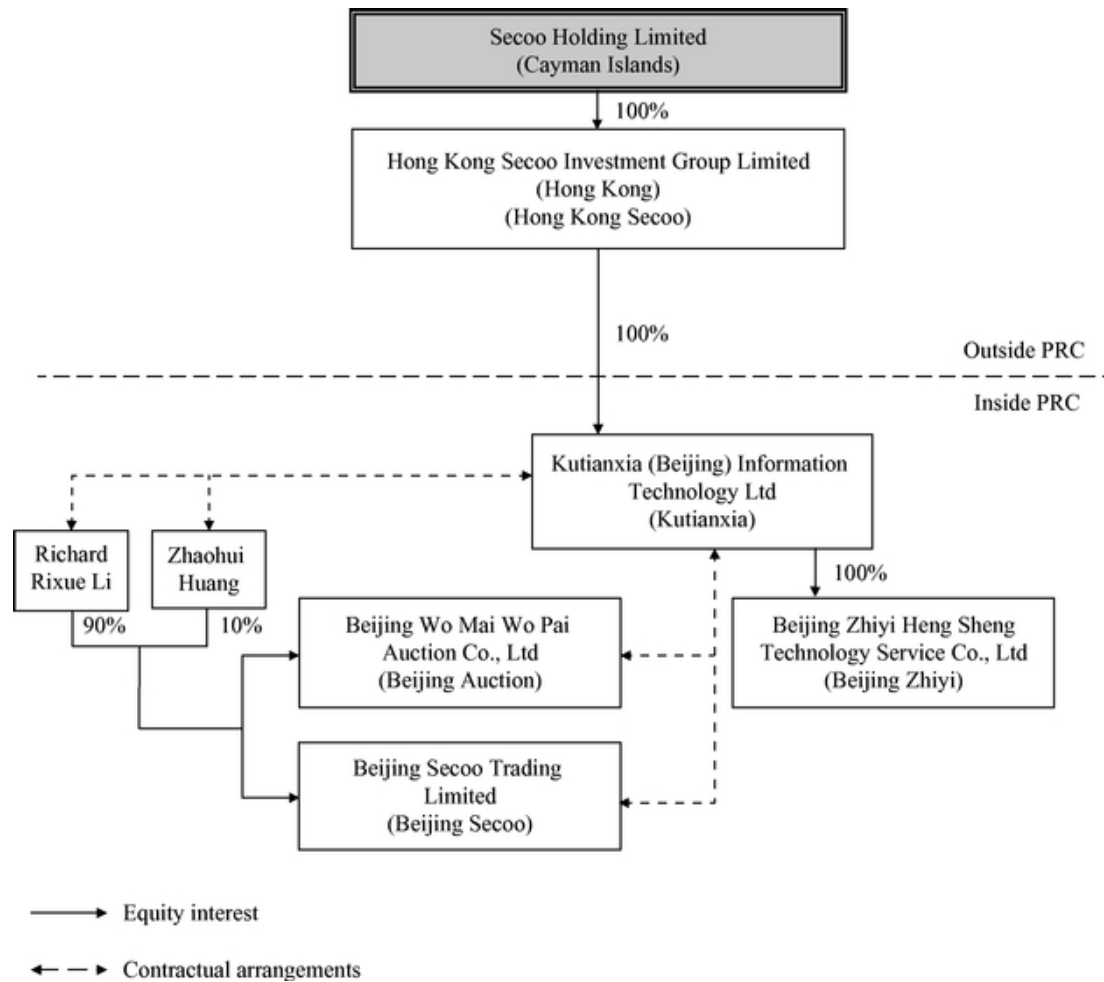 Secoo Holding Limited
(Cayman Islands)
100%
Hong Kong Secoo Investment Group Limited
(Hong Kong)
(Hong Kong Secoo)
100%
Outside PRC
Inside PRC
Kutianxia (Beijing) Information
Technology Ltd
(Kutianxia)
Richard
Rixue Li
Zhaohui
Huang
100%
90%
10%
Beijing Wo Mai Wo Pai
Auction Co., Ltd
(Beijing Auction)
Beijing Zhiyi Heng Sheng
Technology Service Co., Ltd
(Beijing Zhiyi)
Beijing Secoo Trading
Limited
(Beijing Secoo)
Equity interest
Contractual arrangements